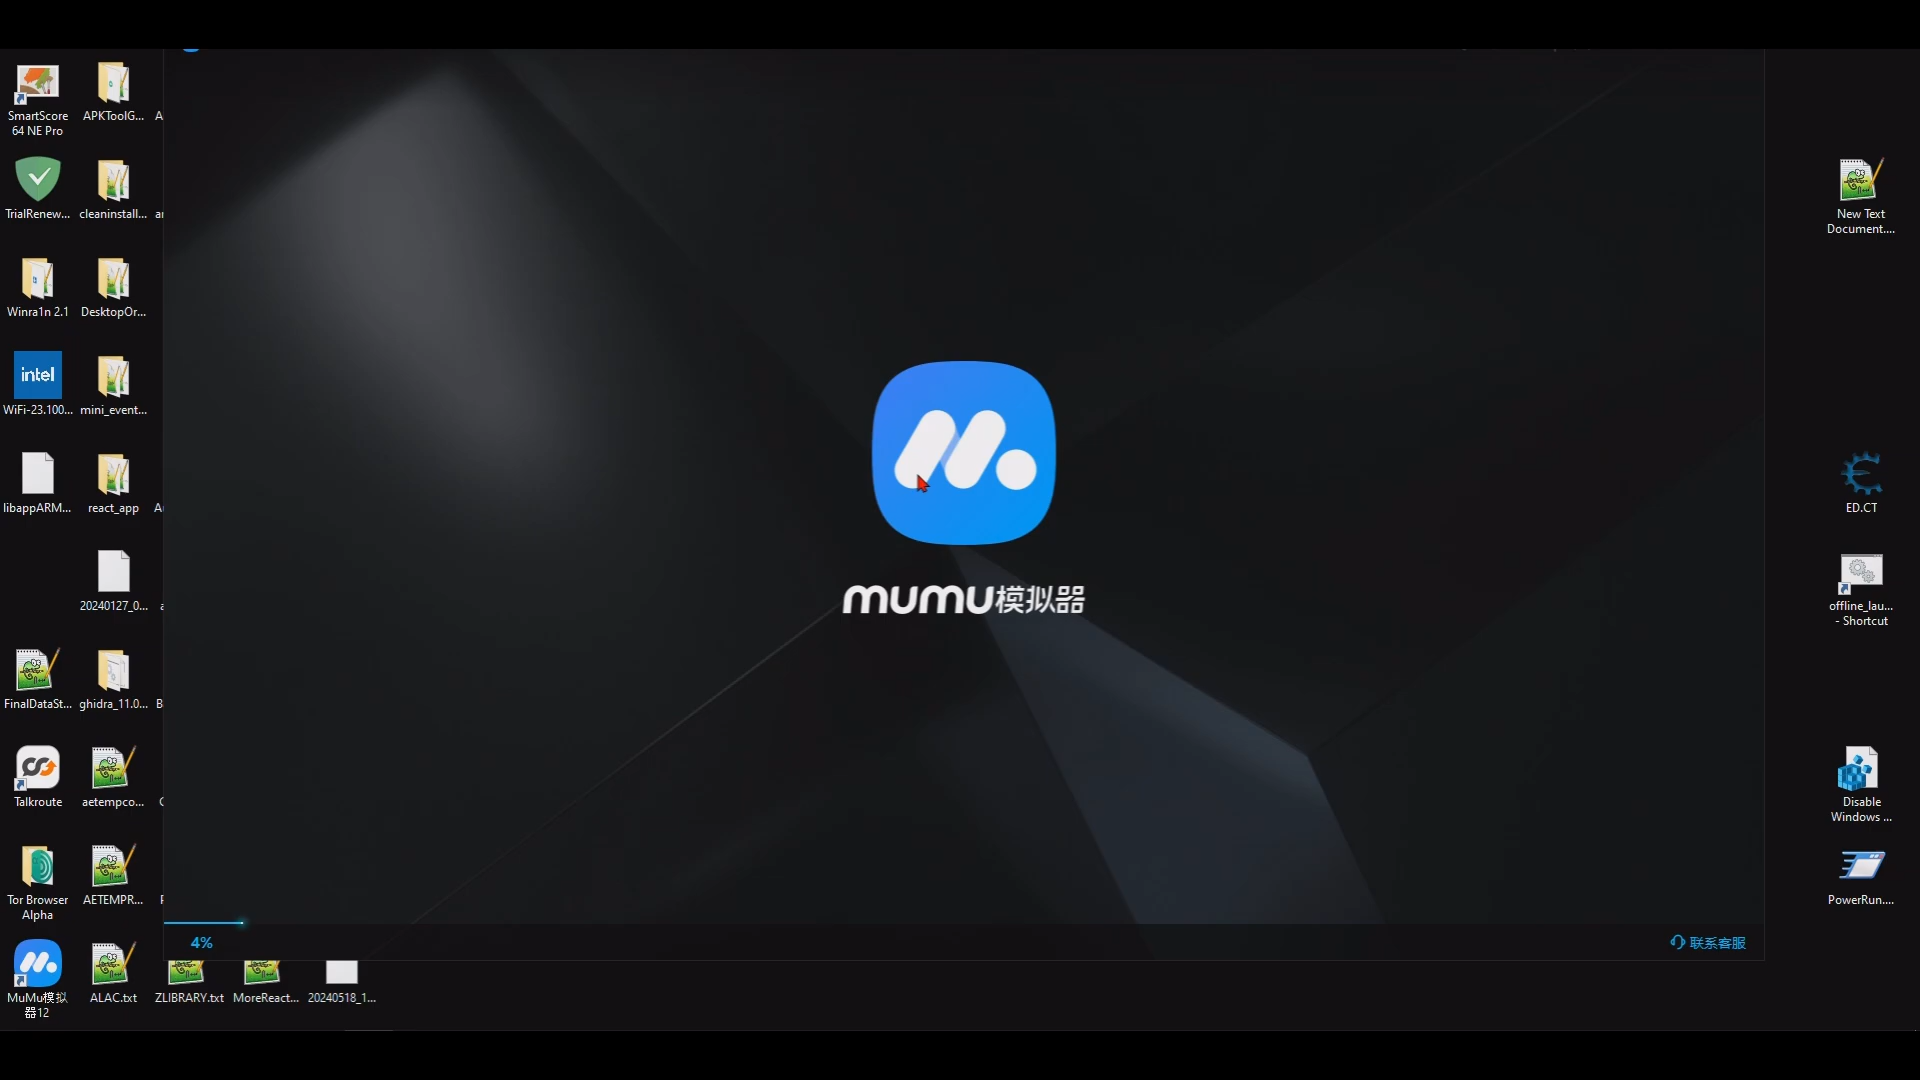 SmartScore
64 NE Pro
APKToolG...
A
TrialRenew...
cleaninstall...
ar
Winra1n 2.1
DesktopOr...
intel
WiFi-23.100...
mini_event...
libappARM...
react_app
20240127_0...
FinalDataSt...
ghidra_11.0...
B
Talkroute
aetempco...
Tor Browser
Alpha
AETEMPR...
MuMu模拟
器12
ALAC.txt
ZLIBRARY.txt
MoreReact...
20240518_1...
mumu模拟器
4%
联系客服
New Text
Document....
ED.CT
offline_lau...
- Shortcut
Disable
Windows ...
PowerRun....